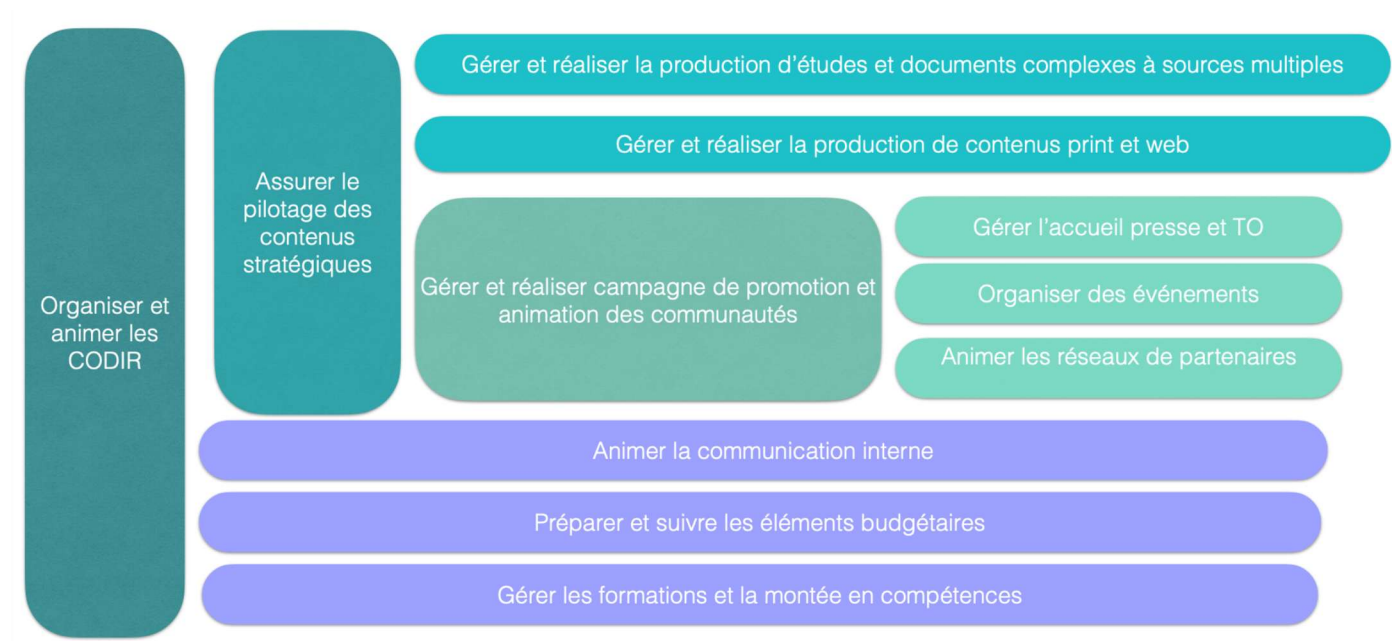 Organiser et
animer les
CODIR
Assurer le
pilotage des
contenus
stratégiques
Gérer et réaliser la production d'études et documents complexes à sources multiples
Gérer et réaliser la production de contenus print et web
Gérer et réaliser campagne de promotion et
animation des communautés
Gérer l'accueil presse et TO
Organiser des événements
Animer les réseaux de partenaires
Animer la communication interne
Préparer et suivre les éléments budgétaires
Gérer les formations et la montée en compétences